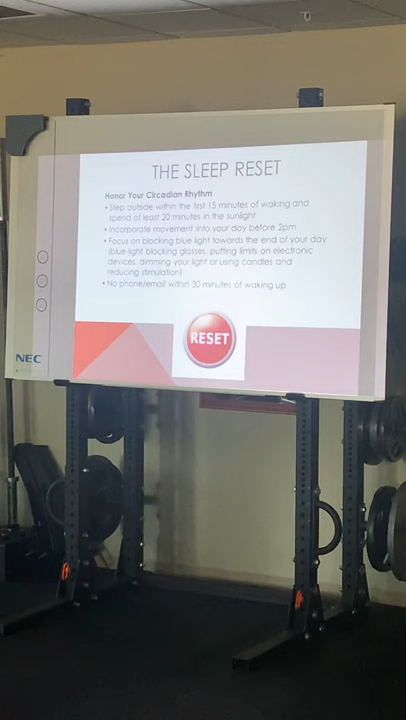 THE SLEEP RESET
Honor Your Circadian Rhythm
• Step outside within the first 15 minutes of waking and
spend at least 20 minutes in the sunlight
• Incorporate movement into your day before 2pm
• Focus on blocking blue light towards the end of your day
(blue-light blocking glasses, putting limits on electronic
devices, dimming your light or using candles and
reducing stimulation)
• No phone/email within 30 minutes of waking up
RESET
NEC